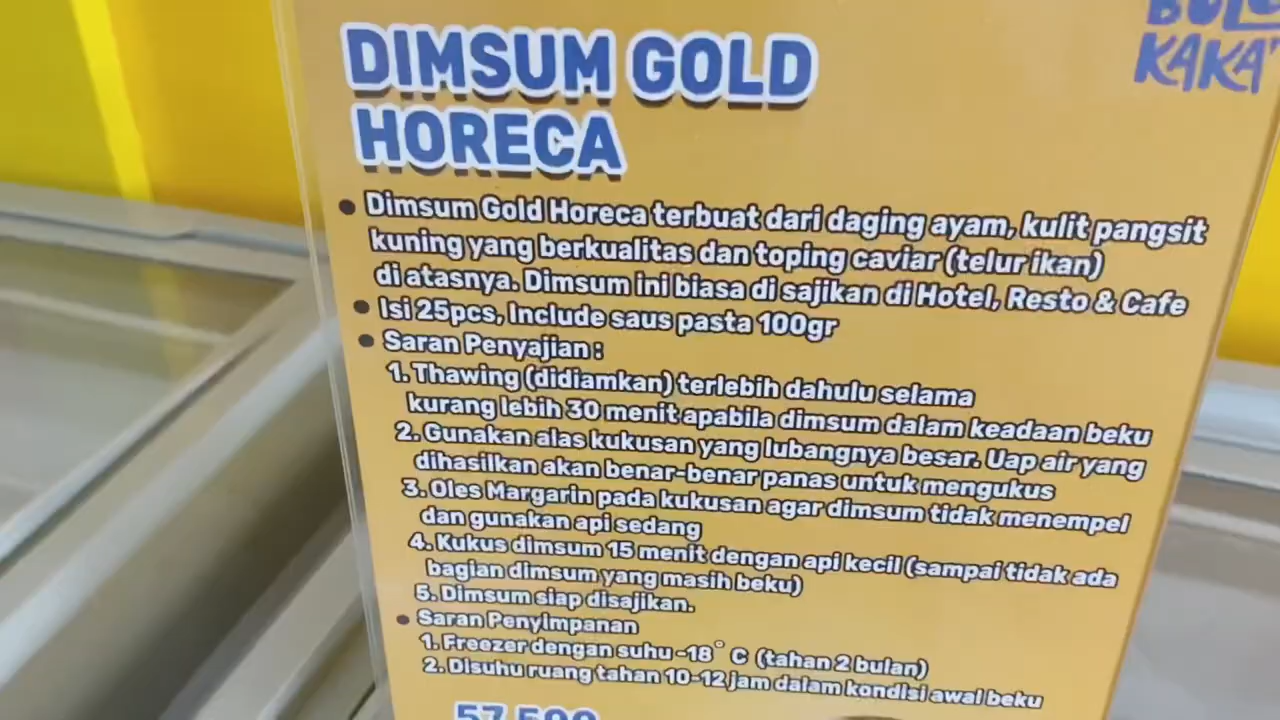 DIMSUM GOLD
HORECA
KAKA'
• Dimsum Gold Horeca terbuat dari daging ayam, kulit pangsit
kuning yang berkualitas dan toping caviar (telur ikan)
di atasnya. Dimsum ini biasa di sajikan di Hotel, Resto & Cafe
• Isi 25pcs, Include saus pasta 100gr
• Saran Penyajian :
1. Thawing (didiamkan) terlebih dahulu selama
kurang lebih 30 menit apabila dimsum dalam keadaan beku
2. Gunakan alas kukusan yang lubangnya besar. Uap air yang
dihasilkan akan benar-benar panas untuk mengukus
3. Oles Margarin pada kukusan agar dimsum tidak menempel
dan gunakan api sedang
4. Kukus dimsum 15 menit dengan api kecil (sampai tidak ada
bagian dimsum yang masih beku)
5. Dimsum siap disajikan.
• Saran Penyimpanan
1. Freezer dengan suhu -18° C (tahan 2 bulan)
2. Disuhu ruang tahan 10-12 jam dalam kondisi awal beku